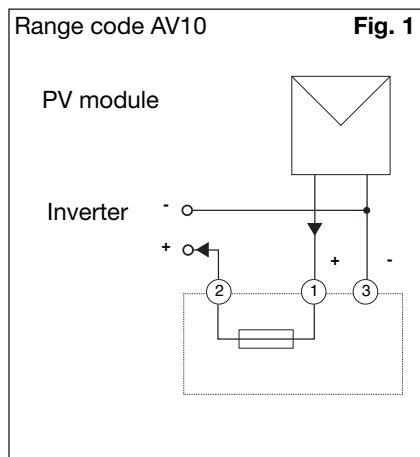 Range code AV10 Fig. 1
PV module
Inverter -
+
+ -
2 1 3